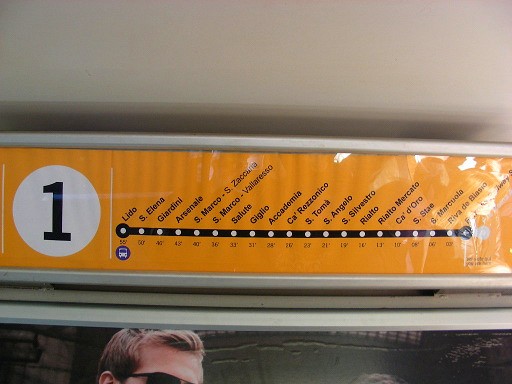 1
Lido
S. Elena
Giardini
Arsenale
S. Marco - S. Zaccaria
S. Marco - Vallaresso
Salute
Giglio
Accademia
Ca' Rezzonico
S. Tomà
S. Angelo
S. Silvestro
Rialto
Rialto Mercato
Ca' d'Oro
S. Stae
S. Marcuola
Riva de Biasio
55' 50' 46' 43' 40' 36' 33' 31' 28' 26' 23' 21' 19' 16' 13' 10' 08' 06' 03'